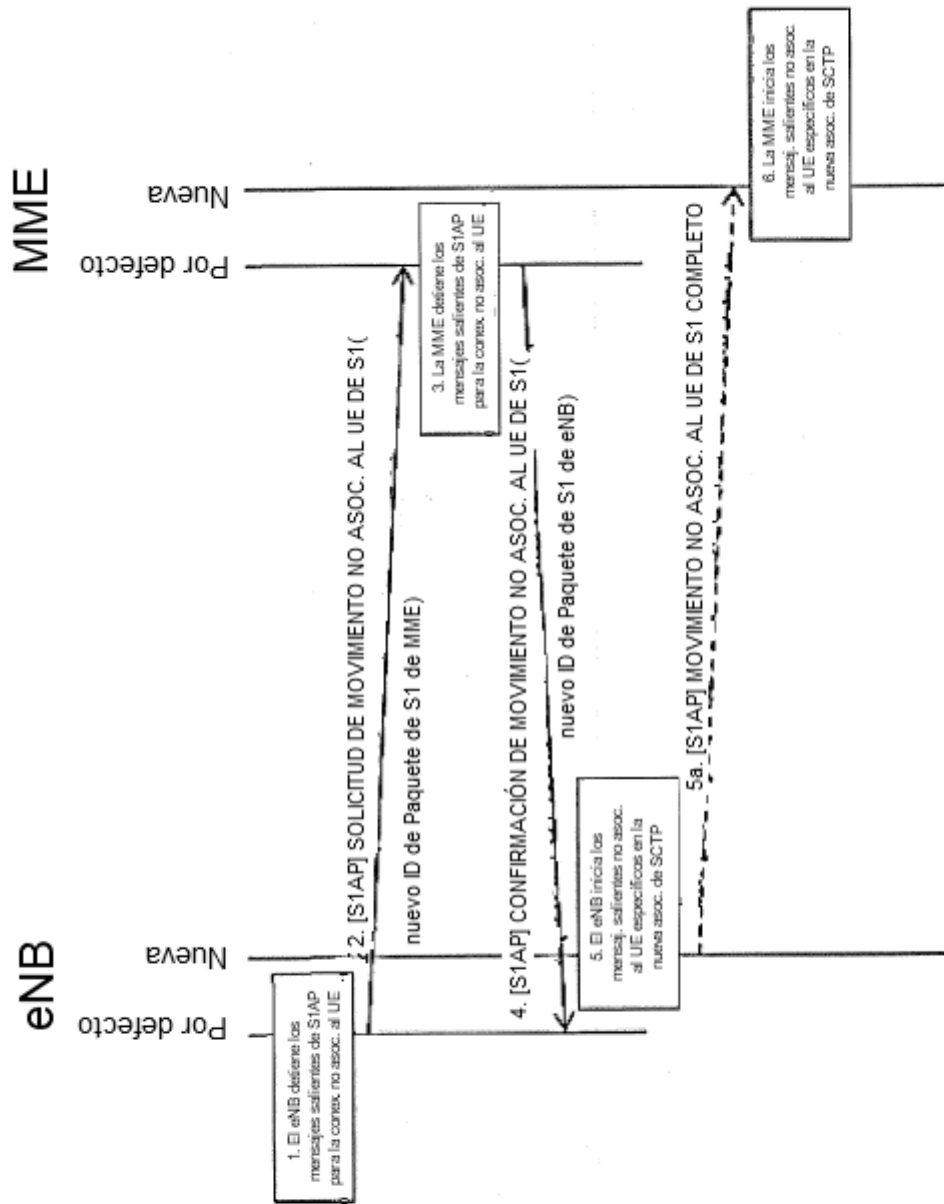 eNB
MME
Por defecto
Nueva
Por defecto
Nueva
1. El eNB detiene los
mensajes salientes de S1AP
para la conex. no asoc. al UE
2. [S1AP] SOLICITUD DE MOVIMIENTO NO ASOC. AL UE DE S1(
nuevo ID de Paquete de S1 de MME)
3. La MME detiene los
mensajes salientes de S1AP
para la conex. no asoc. al UE
4. [S1AP] CONFIRMACIÓN DE MOVIMIENTO NO ASOC. AL UE DE S1(
nuevo ID de Paquete de S1 de eNB)
5. El eNB inicia los
mensaj. salientes no asoc.
al UE específicos en la
nueva asoc. de SCTP
5a. [S1AP] MOVIMIENTO NO ASOC. AL UE DE S1 COMPLETO
6. La MME inicia los
mensaj. salientes no asoc.
al UE específicos en la
nueva asoc. de SCTP